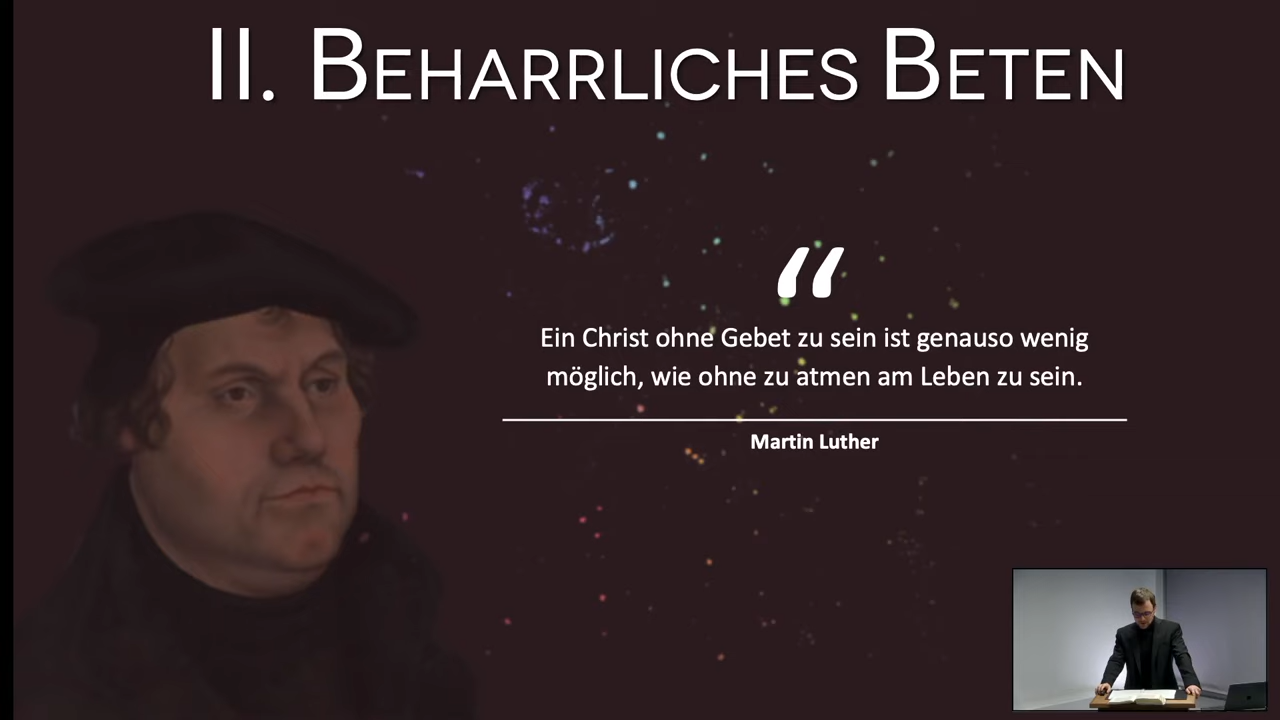 II. Beharrliches Beten
“
Ein Christ ohne Gebet zu sein ist genauso wenig
möglich, wie ohne zu atmen am Leben zu sein.
Martin Luther